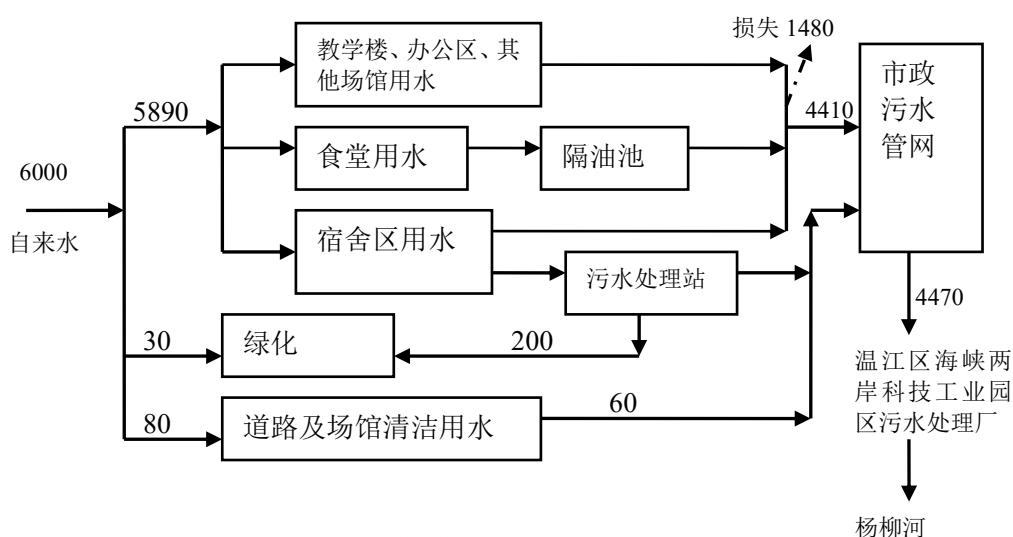 损失 1480
教学楼、办公区、其
他场馆用水
市政
污水
管网
5890
4410
食堂用水
隔油池
6000
自来水
宿舍区用水
污水处理站
4470
30
绿化
200
温江区海峡两
岸科技工业园
区污水处理厂
80
道路及场馆清洁用水
60
杨柳河